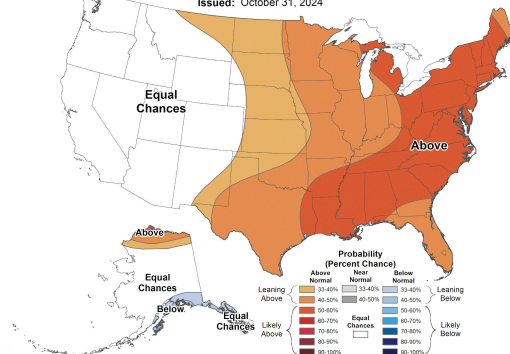 Issued: October 31, 2024
Equal
Chances
Above
Above
Equal
Chances
Below
Equal
Chances
Probability
(Percent Chance)
Above
Normal
Near
Normal
Below
Normal
Leaning
Above
33-40%
33-40%
33-40%
Leaning
Below
40-50%
40-50%
40-50%
50-60%
50-60%
Likely
Above
60-70%
Equal
Chances
60-70%
Likely
Below
70-80%
70-80%
80-90%
80-90%
90-100%
90-100%